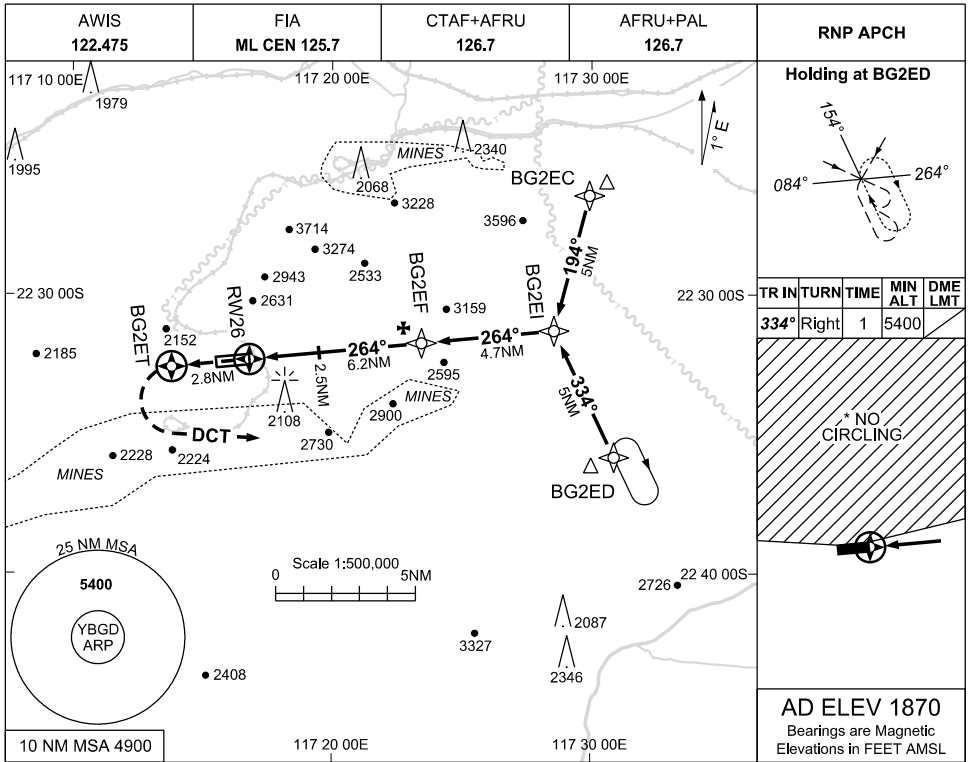 AWIS
122.475
FIA
ML CEN 125.7
CTAF+AFRU
126.7
AFRU+PAL
126.7
RNP APCH
117 10 00E
117 20 00E
117 30 00E
1979
1995
MINES
2340
2068
1° E
BG2EC
3228
3596
3714
3274
2533
2943
2631
194°
5NM
BG2EF
BG2EI
RW26
BG2ET
22 30 00S
22 30 00S
3159
2152
2185
264°
6.2NM
264°
4.7NM
2.5NM
2.8NM
2595
334°
5NM
2108
2900
MINES
DCT
2730
2228
2224
MINES
BG2ED
25 NM MSA
5400
YBGD
ARP
Scale 1:500,000
0
5NM
22 40 00S
2726
2087
3327
2346
2408
10 NM MSA 4900
117 20 00E
117 30 00E
Holding at BG2ED
154°
084°
264°
TR IN
TURN
TIME
MIN ALT
DME LMT
334°
Right
1
5400
* NO
CIRCLING
AD ELEV 1870
Bearings are Magnetic
Elevations in FEET AMSL